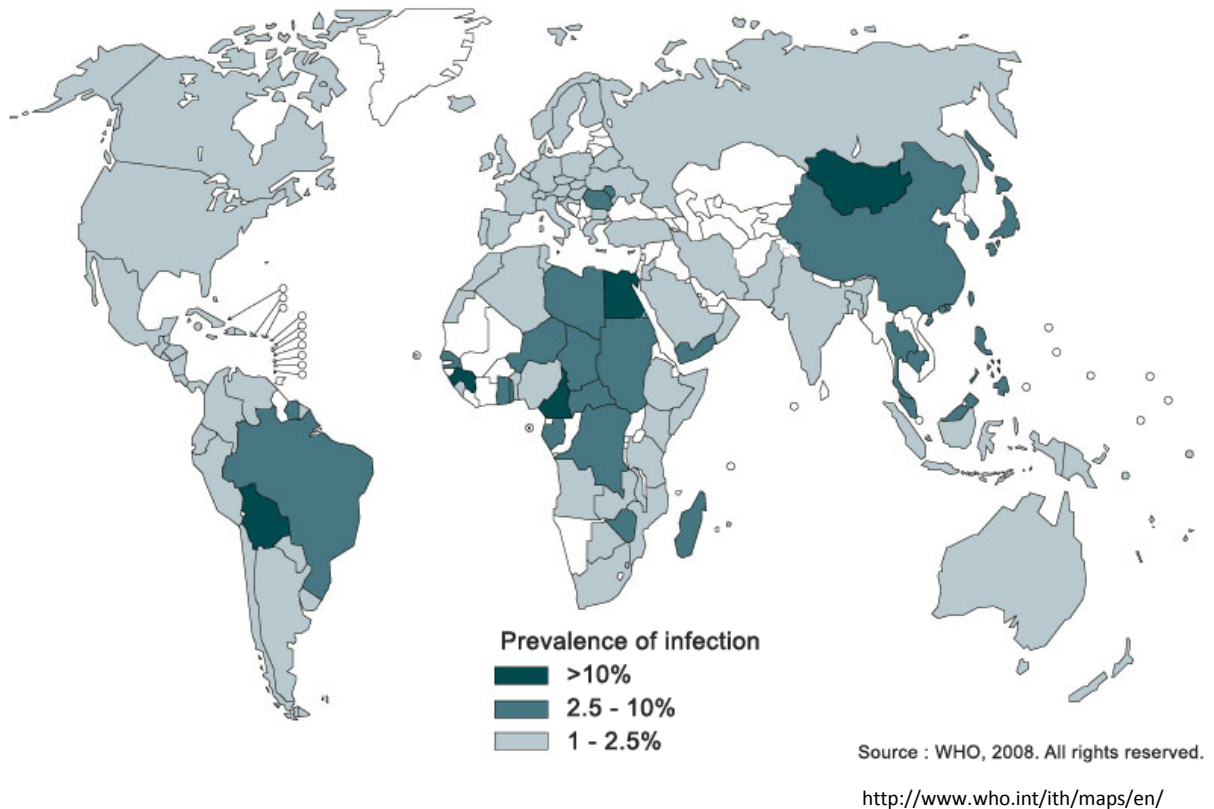 Prevalence of infection
>10%
2.5 - 10%
1 - 2.5%
Source : WHO, 2008. All rights reserved.
http://www.who.int/ith/maps/en/